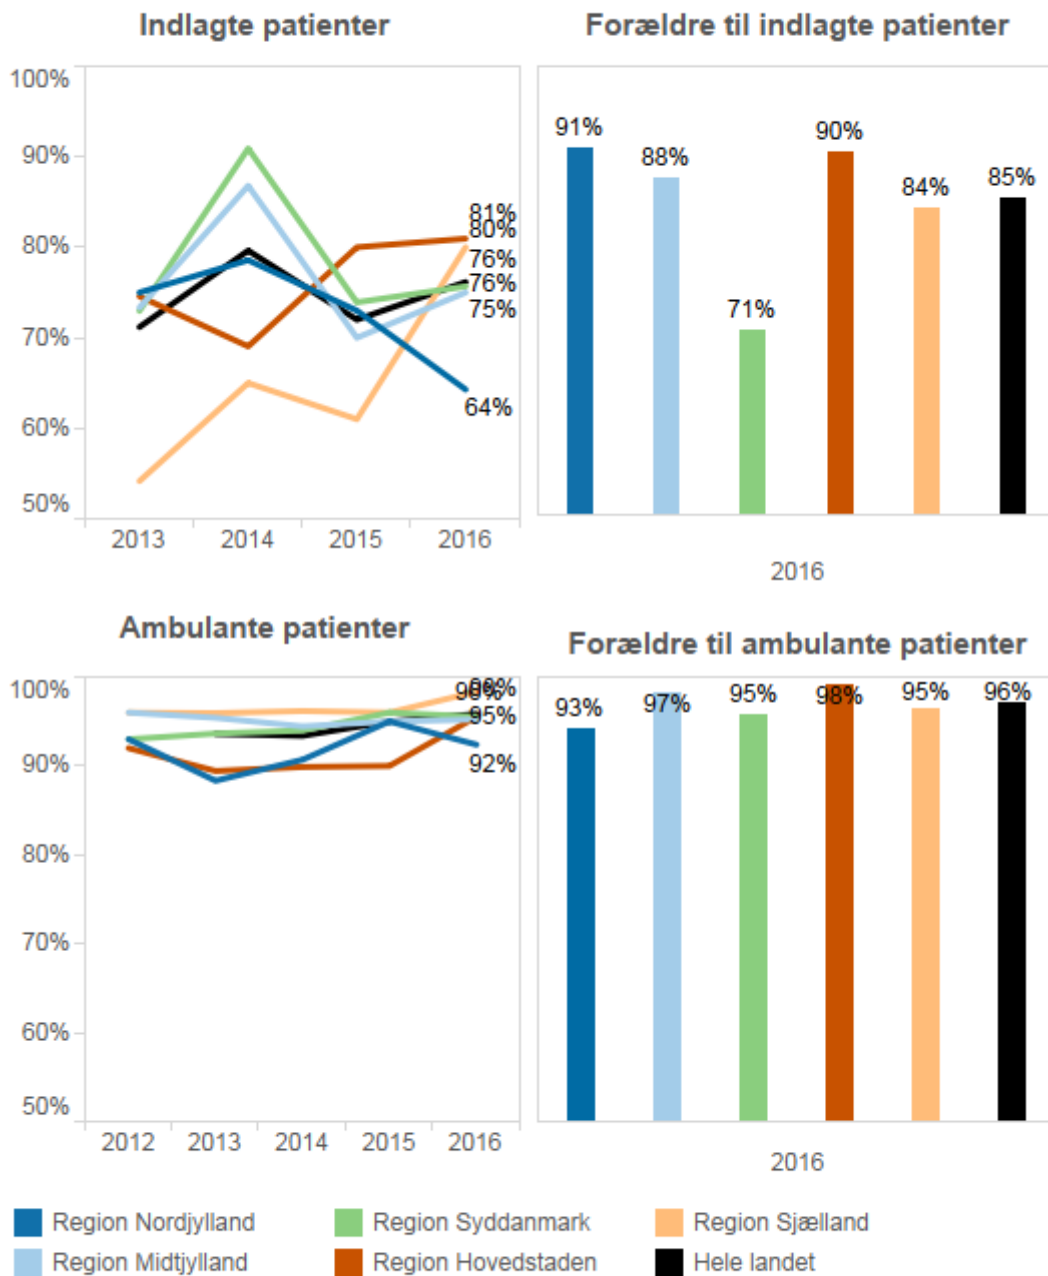 Indlagte patienter
Forældre til indlagte patienter
100%
90%
80%
70%
60%
50%
81%
80%
76%
76%
75%
64%
2013 2014 2015 2016
91% 88% 71% 90% 84% 85%
2016
Ambulante patienter
Forældre til ambulante patienter
100%
90%
80%
70%
60%
50%
95%
92%
2012 2013 2014 2015 2016
93% 97% 95% 98% 95% 96%
2016
Region Nordjylland Region Syddanmark Region Sjælland
Region Midtjylland Region Hovedstaden Hele landet